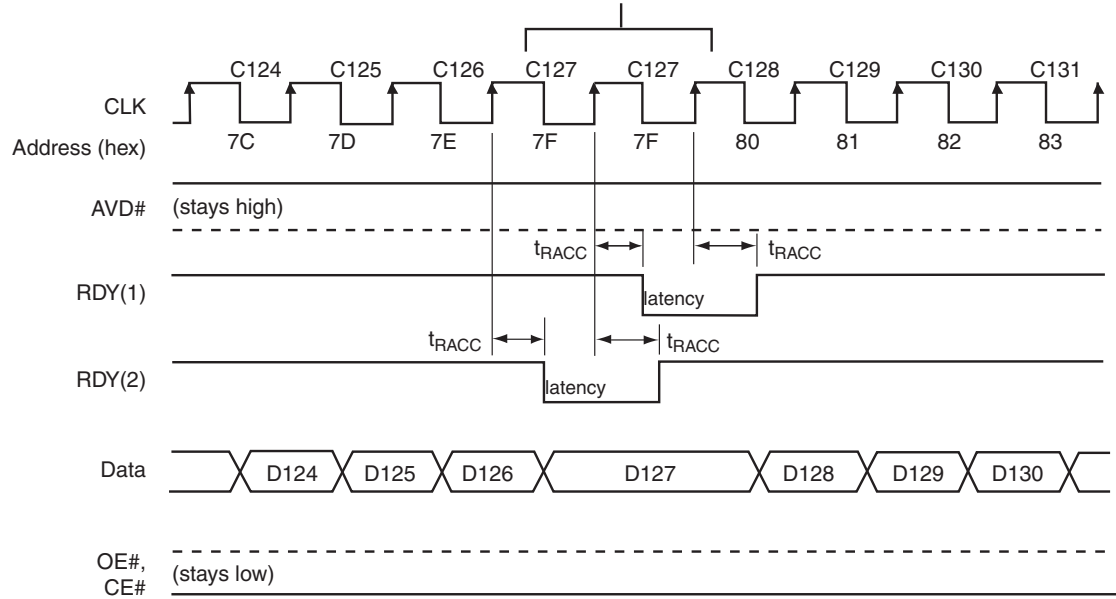 C124 C125 C126 C127 C127 C128 C129 C130 C131
CLK
Address (hex) 7C 7D 7E 7F 7F 80 81 82 83
AVD# (stays high)
tRACC tRACC
RDY(1) latency
tRACC tRACC
RDY(2) latency
Data D124 D125 D126 D127 D128 D129 D130
OE#,
CE# (stays low)